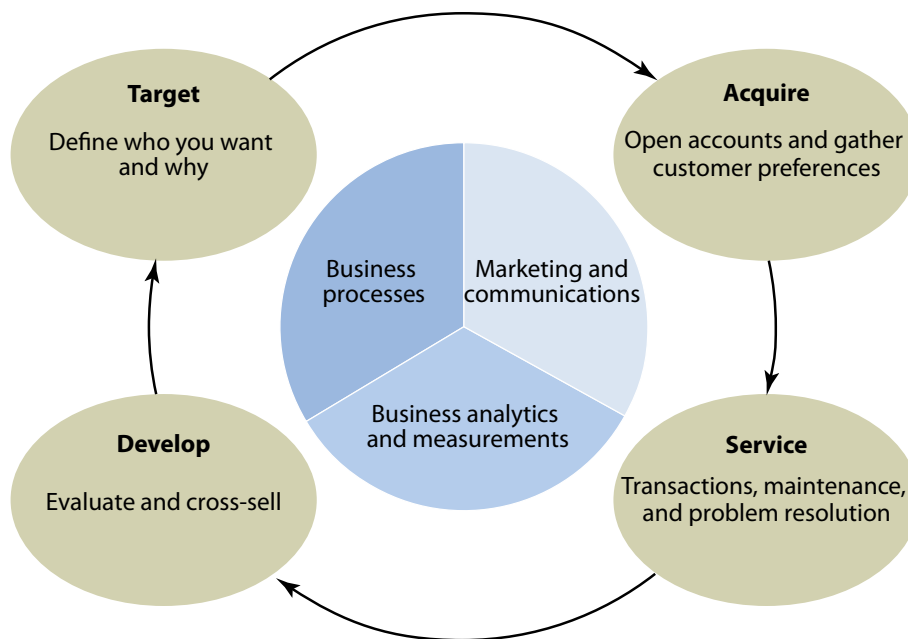 Target
Define who you want
and why
Acquire
Open accounts and gather
customer preferences
Business
processes
Marketing and
communications
Business analytics
and measurements
Develop
Evaluate and cross-sell
Service
Transactions, maintenance,
and problem resolution